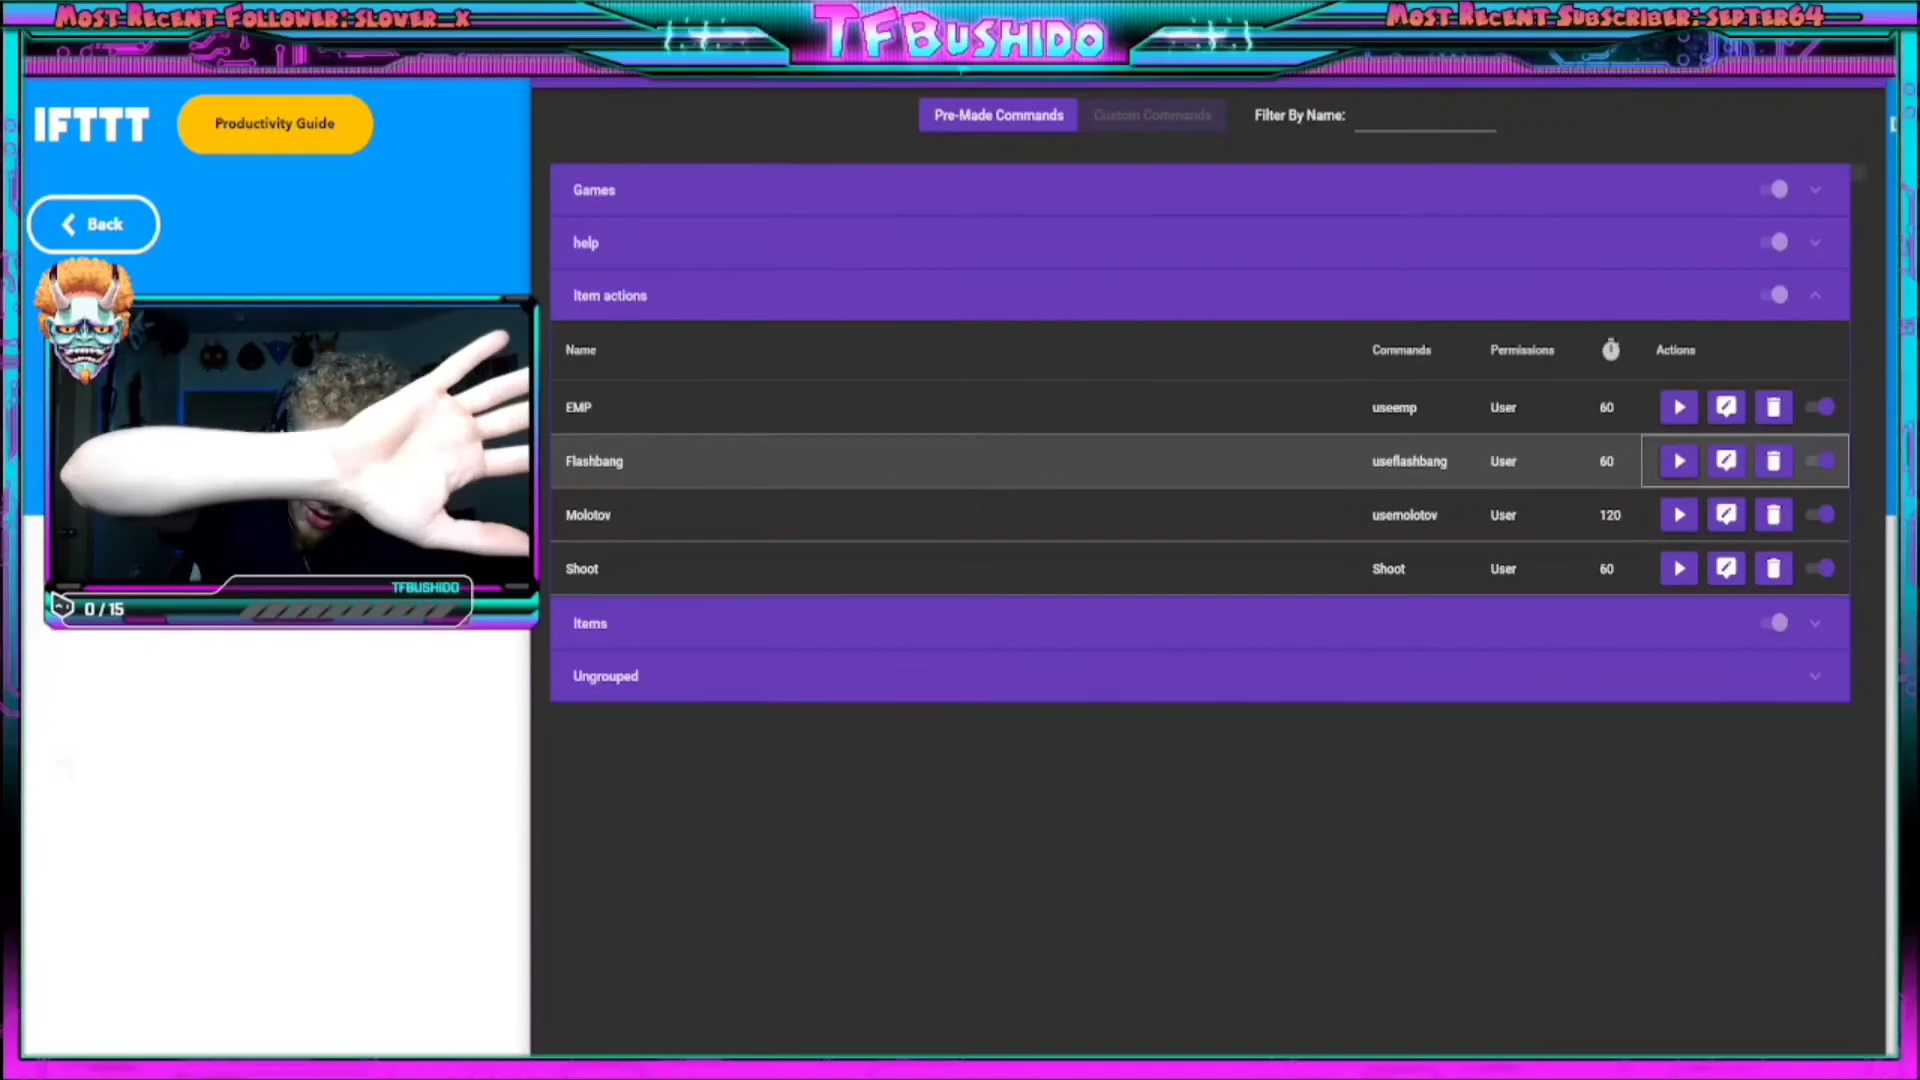 Most Recent Follower: slover_x
TFBushido
Most Recent Subscriber: septer64
IFTTT
Productivity Guide
Back
TFBUSHIDO
0 / 15
Pre-Made Commands
Custom Commands
Filter By Name:
Games
help
Item actions
Name Commands Permissions Actions
EMP useemp User 60
Flashbang useflashbang User 60
Molotov usemolotov User 120
Shoot Shoot User 60
Items
Ungrouped